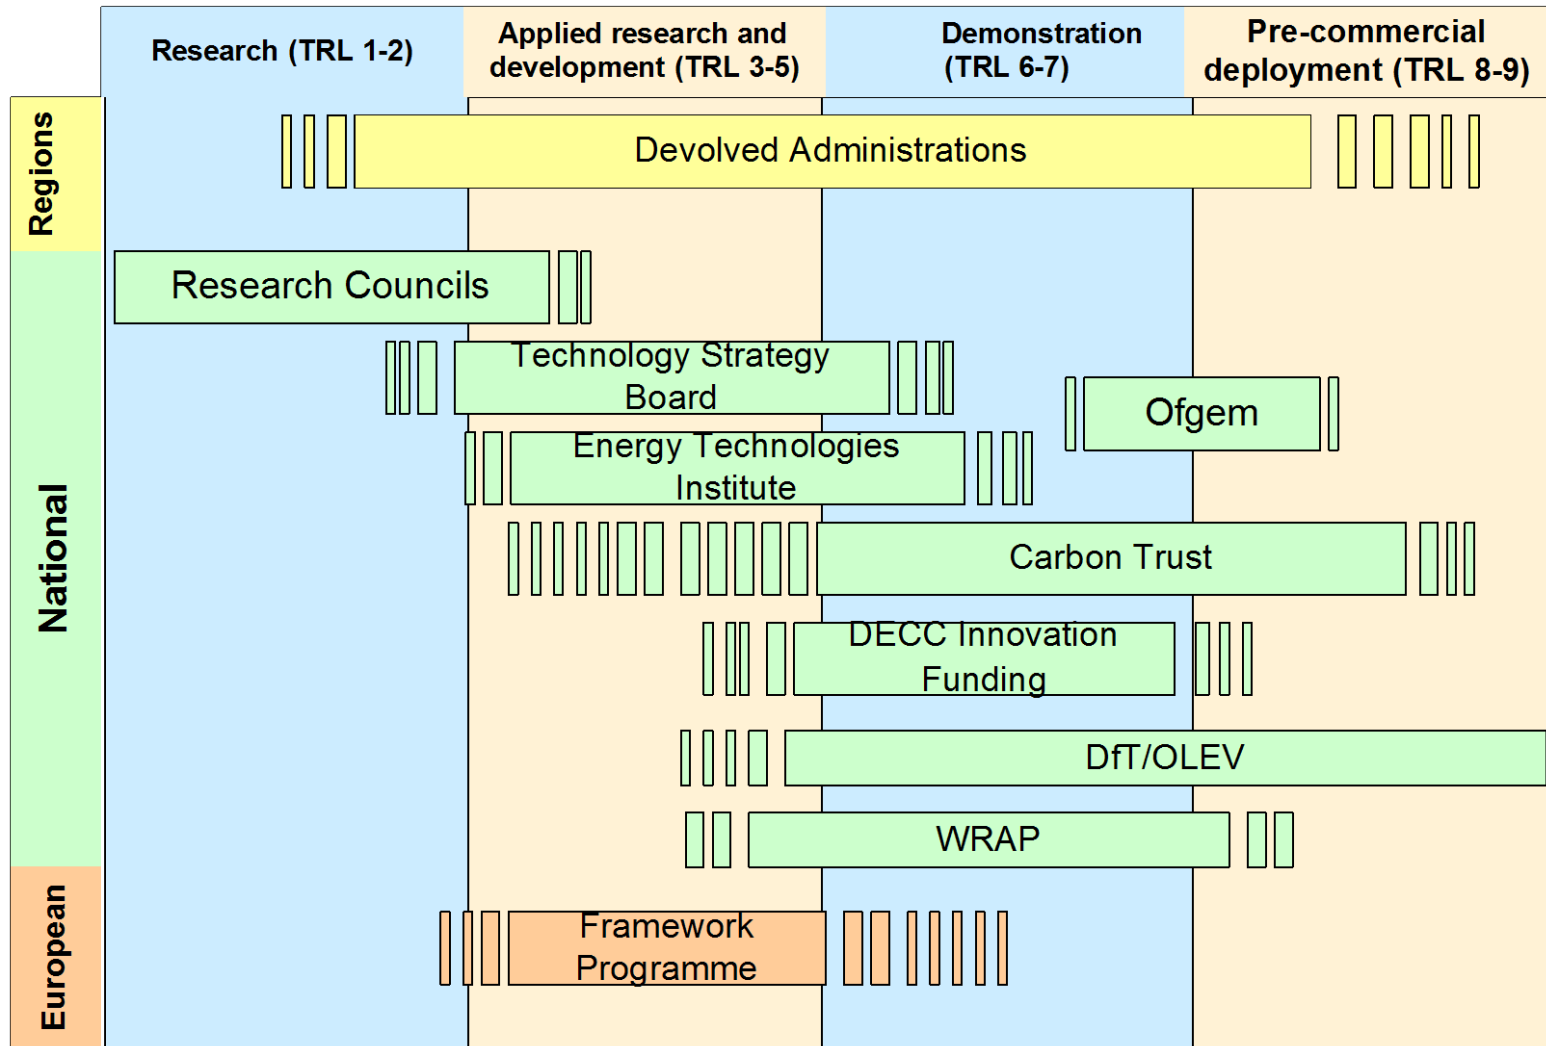 Research (TRL 1-2)
Applied research and
development (TRL 3-5)
Demonstration
(TRL 6-7)
Pre-commercial
deployment (TRL 8-9)
Regions
Devolved Administrations
National
Research Councils
Technology Strategy
Board
Ofgem
Energy Technologies
Institute
Carbon Trust
DECC Innovation
Funding
DfT/OLEV
WRAP
European
Framework
Programme